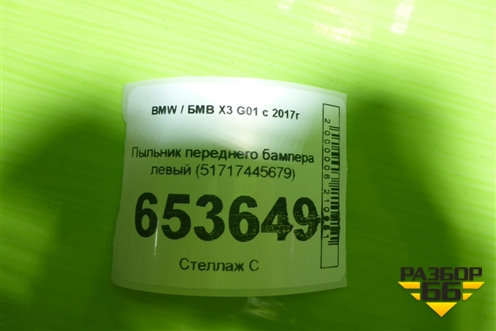 BMW / БМВ X3 G01 с 2017г
Пыльник переднего бампера
левый (51717445679)
653649
Стеллаж С
РАЗБОР
66